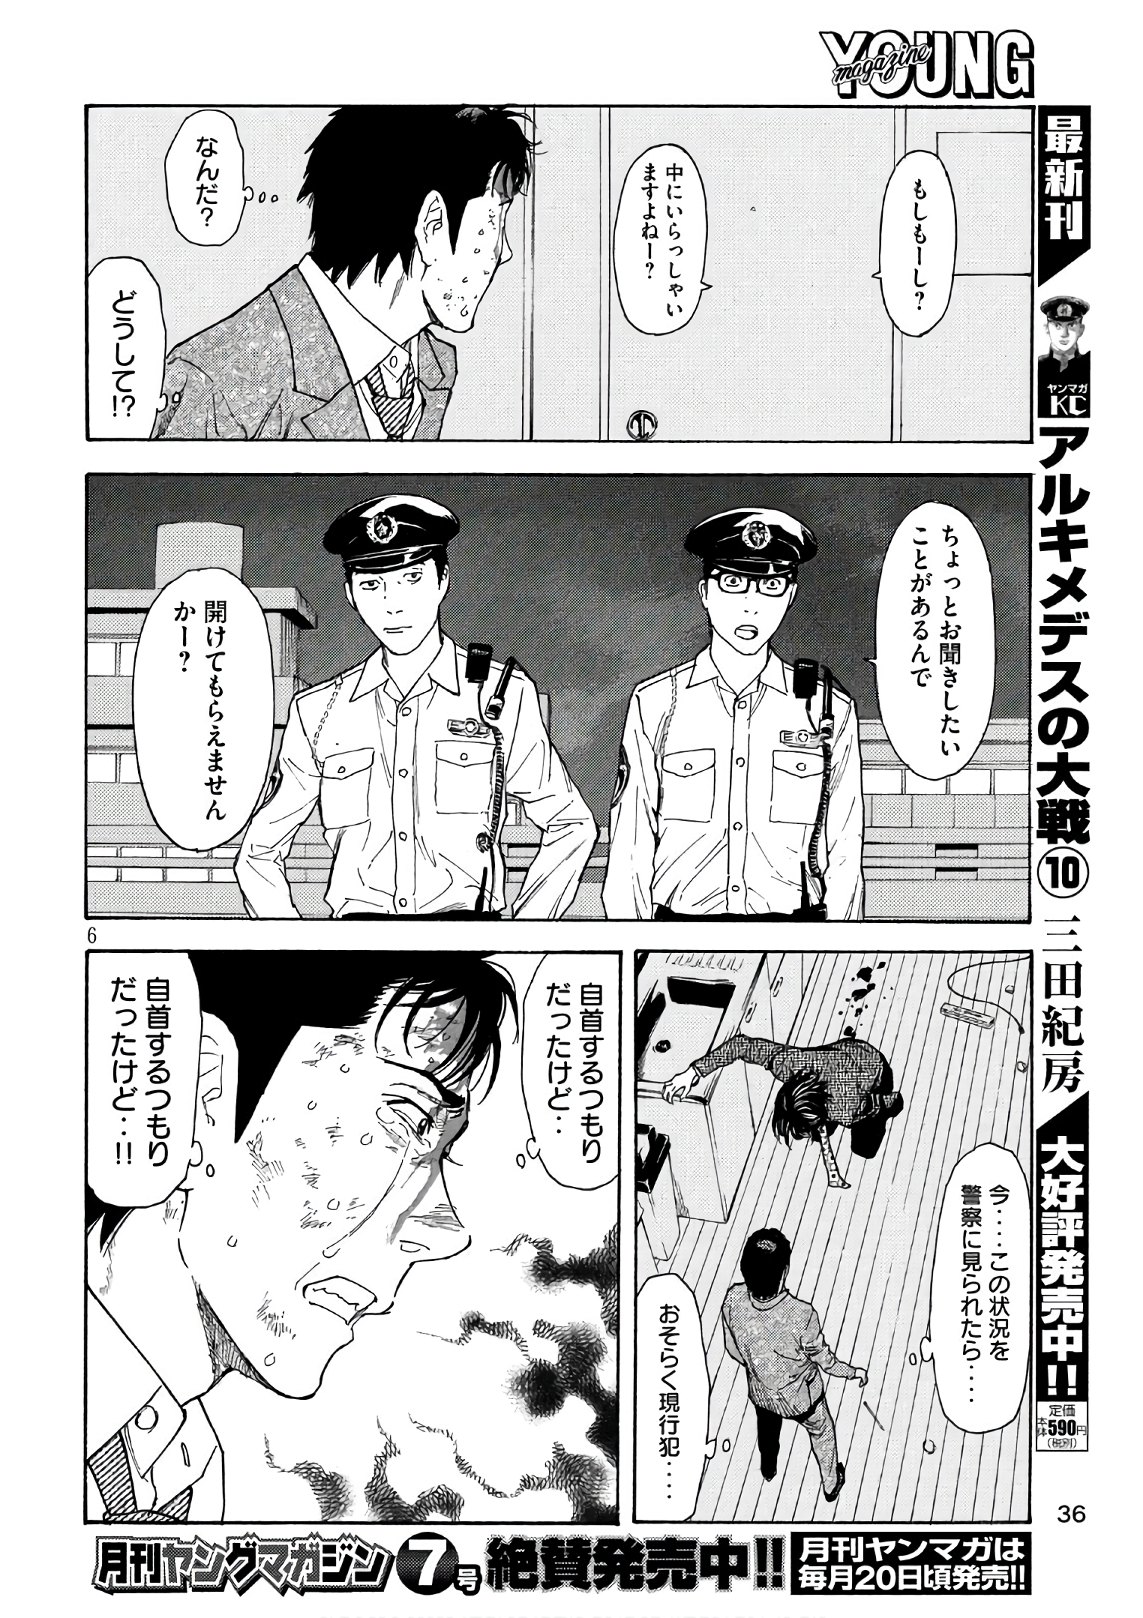 YOUNG
magazine
もしもーし?
中にいらっしゃい
ますよねー?
なんだ?
どうして!?
ちょっとお聞きしたい
ことがあるんで
開けてもらえません
かー?
6
今‥‥この状況を
警察に見られたら‥‥
おそらく現行犯‥‥
自首するつもり
だったけど‥
自首するつもり
だったけど‥!!
最新刊
ヤンマガ
KC
アルキメデスの大戦⑩
三田紀房
大好評発売中!!
定価
本体590円
(税別)
36
月刊ヤングマガジン7号絶賛発売中!!
月刊ヤンマガは
毎月20日頃発売!!